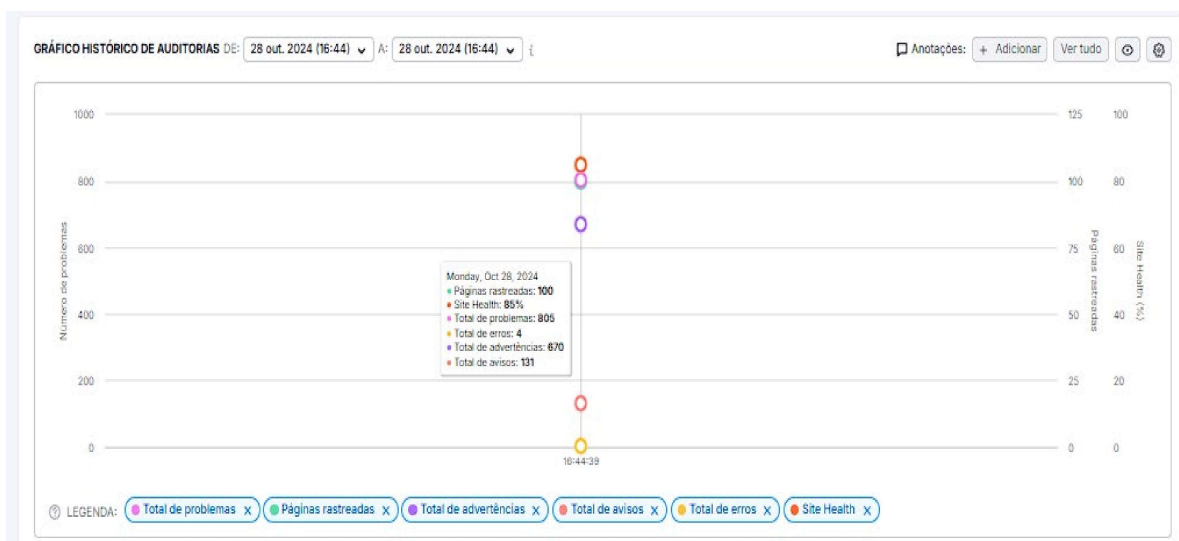 GRÁFICO HISTÓRICO DE AUDITORIAS DE: 28 out. 2024 (16:44) A: 28 out. 2024 (16:44) i
Anotações: + Adicionar Ver tudo
1000 125 100
800 100 80
600 75 60
400 50 40
200 25 20
0 0 0
Número de problemas
Páginas rastreadas
Site Health (%)
Monday, Oct 28, 2024
Páginas rastreadas: 100
Site Health: 85%
Total de problemas: 805
Total de erros: 4
Total de advertências: 670
Total de avisos: 131
16:44:39
? LEGENDA: Total de problemas x Páginas rastreadas x Total de advertências x Total de avisos x Total de erros x Site Health x